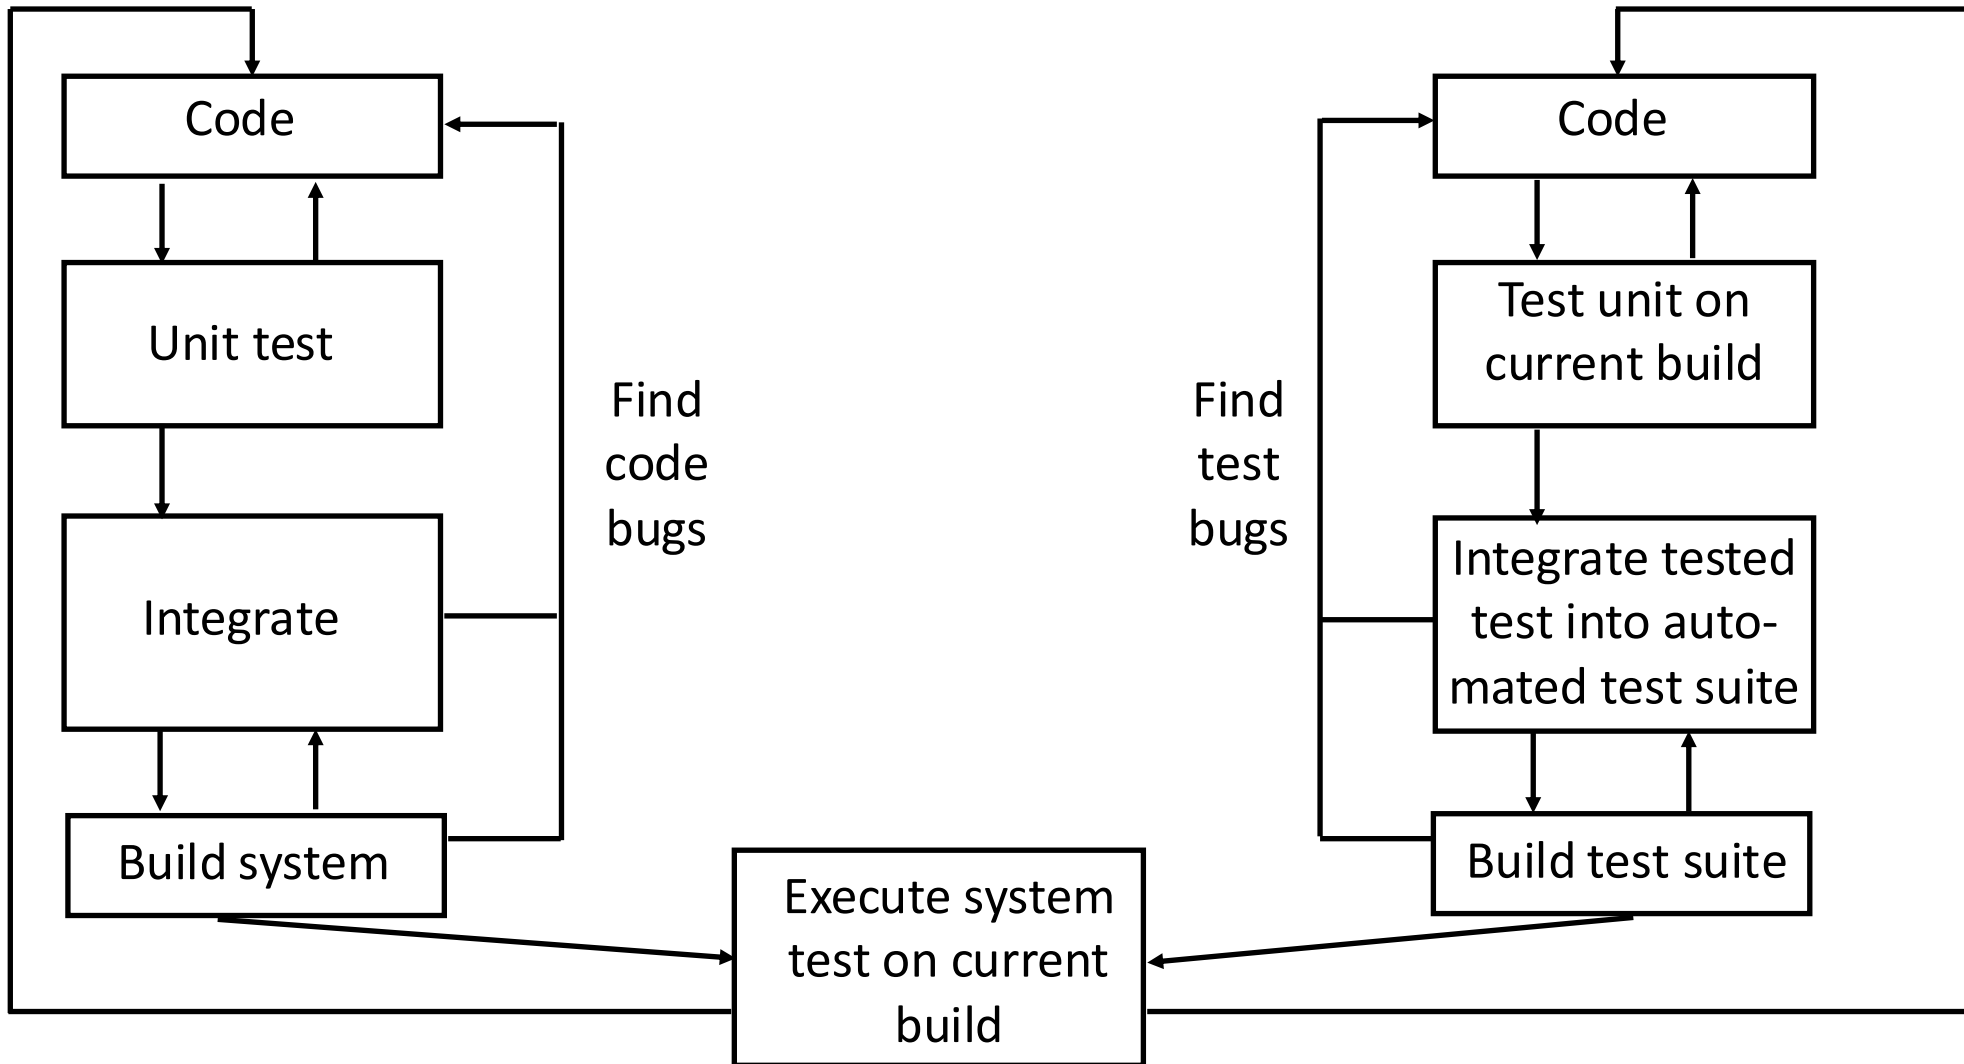 Code
Unit test
Integrate
Build system
Find
code
bugs
Execute system
test on current
build
Find
test
bugs
Code
Test unit on
current build
Integrate tested
test into auto-
mated test suite
Build test suite